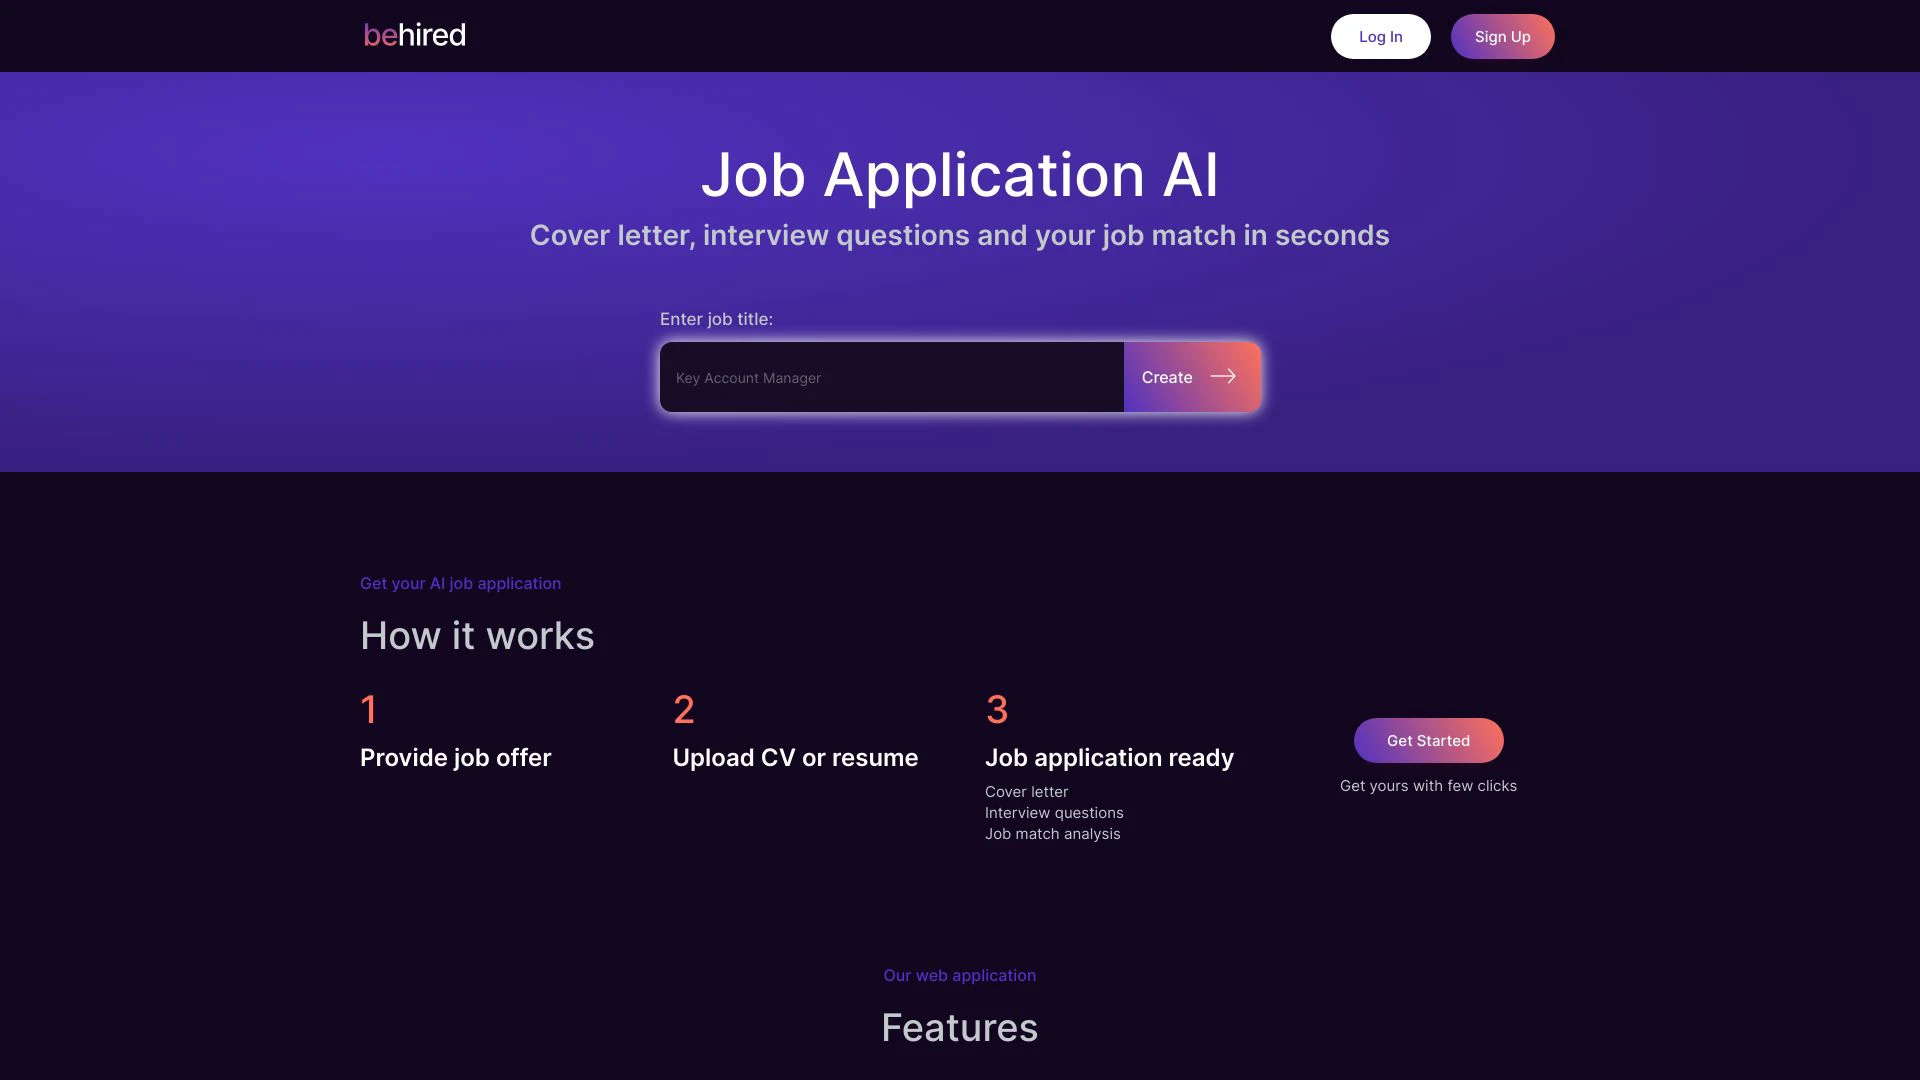 behired
Log In
Sign Up
Job Application AI
Cover letter, interview questions and your job match in seconds
Enter job title:
Key Account Manager
Create
Get your AI job application
How it works
1
Provide job offer
2
Upload CV or resume
3
Job application ready
Cover letter
Interview questions
Job match analysis
Get Started
Get yours with few clicks
Our web application
Features